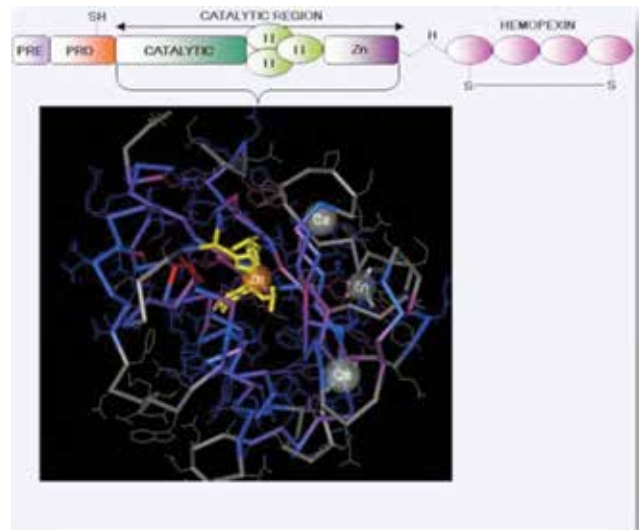 CATALYTIC REGION
SH
H
HEMOPEXIN
PRE
PRO
CATALYTIC
II
II
II
Zn
S
S
Ca
Zn
Zn
Ca